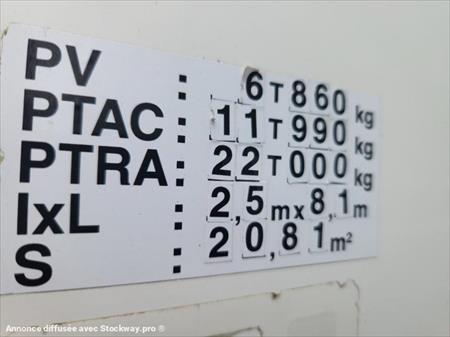 PV : 6T860 kg
PTAC : 11T990 kg
PTRA : 22T000 kg
IxL : 2,5mx8,1m
S : 20,81m²
Annonce diffusée avec Stockway.pro ®